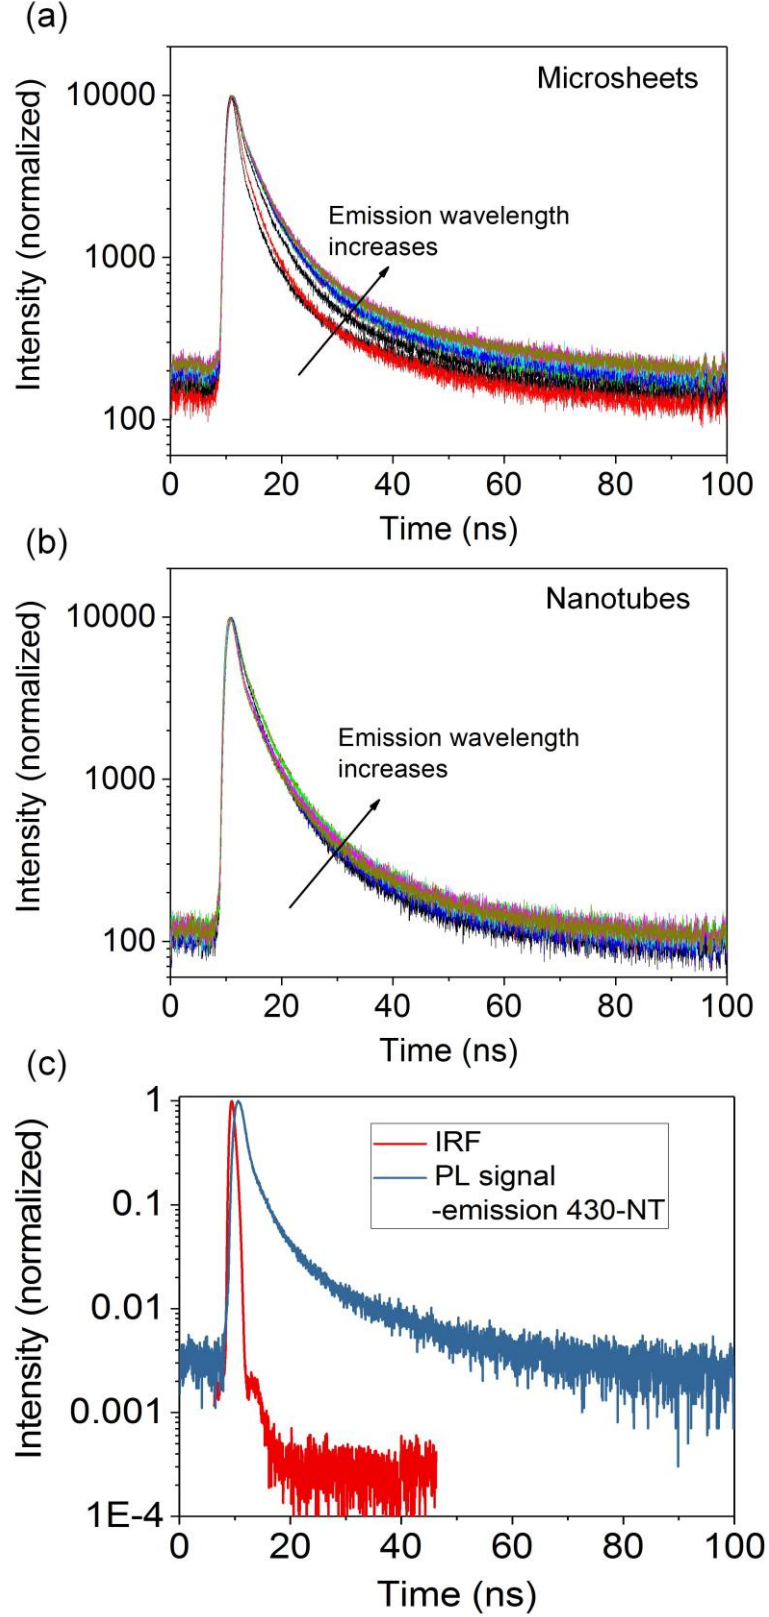 (a)
Microsheets
Emission wavelength
increases
Intensity (normalized)
10000
1000
100
0 20 40 60 80 100
Time (ns)
(b)
Nanotubes
Emission wavelength
increases
Intensity (normalized)
10000
1000
100
0 20 40 60 80 100
Time (ns)
(c)
IRF
PL signal
-emission 430-NT
Intensity (normalized)
1
0.1
0.01
0.001
1E-4
0 20 40 60 80 100
Time (ns)